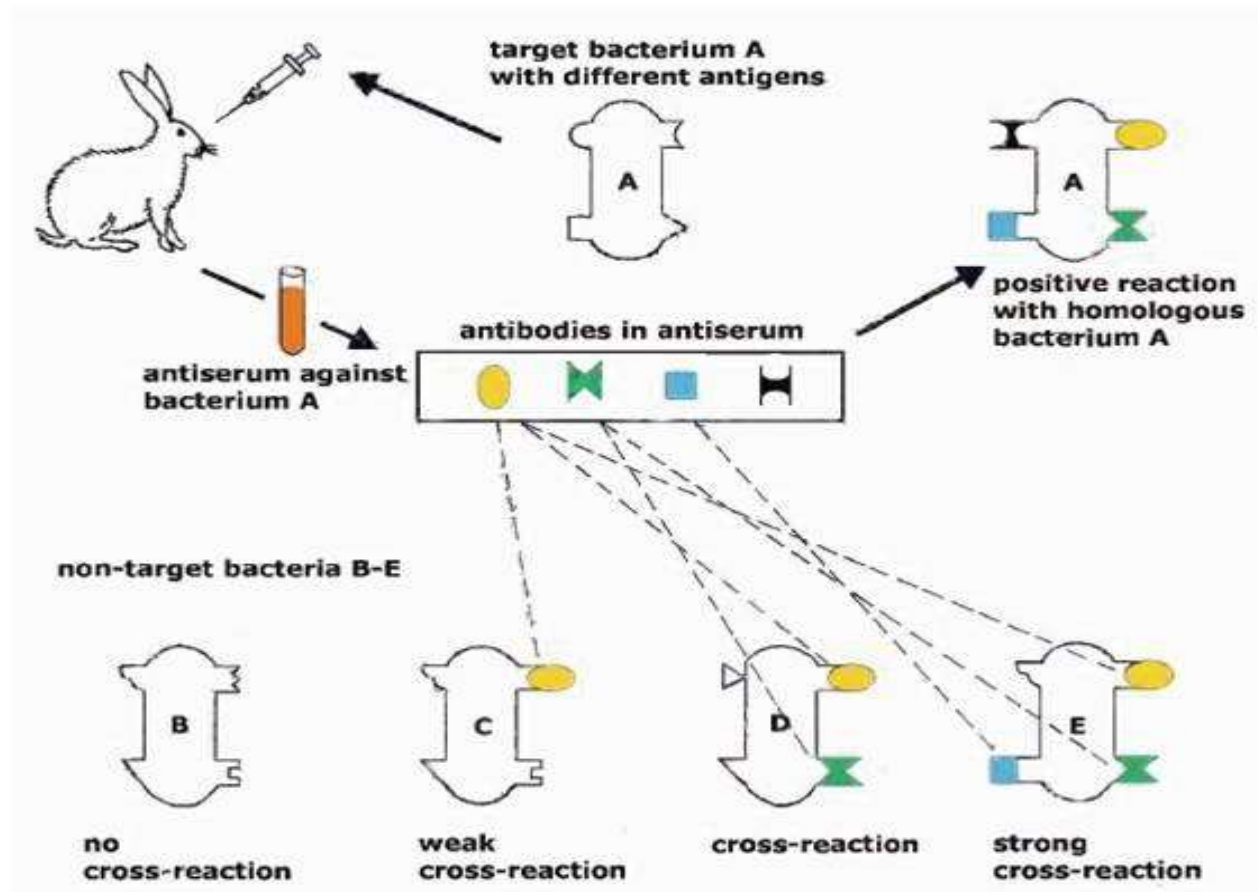 target bacterium A
with different antigens
A
A
positive reaction
with homologous
bacterium A
antibodies in antiserum
antiserum against
bacterium A
non-target bacteria B-E
B
C
D
E
no
cross-reaction
weak
cross-reaction
cross-reaction
strong
cross-reaction